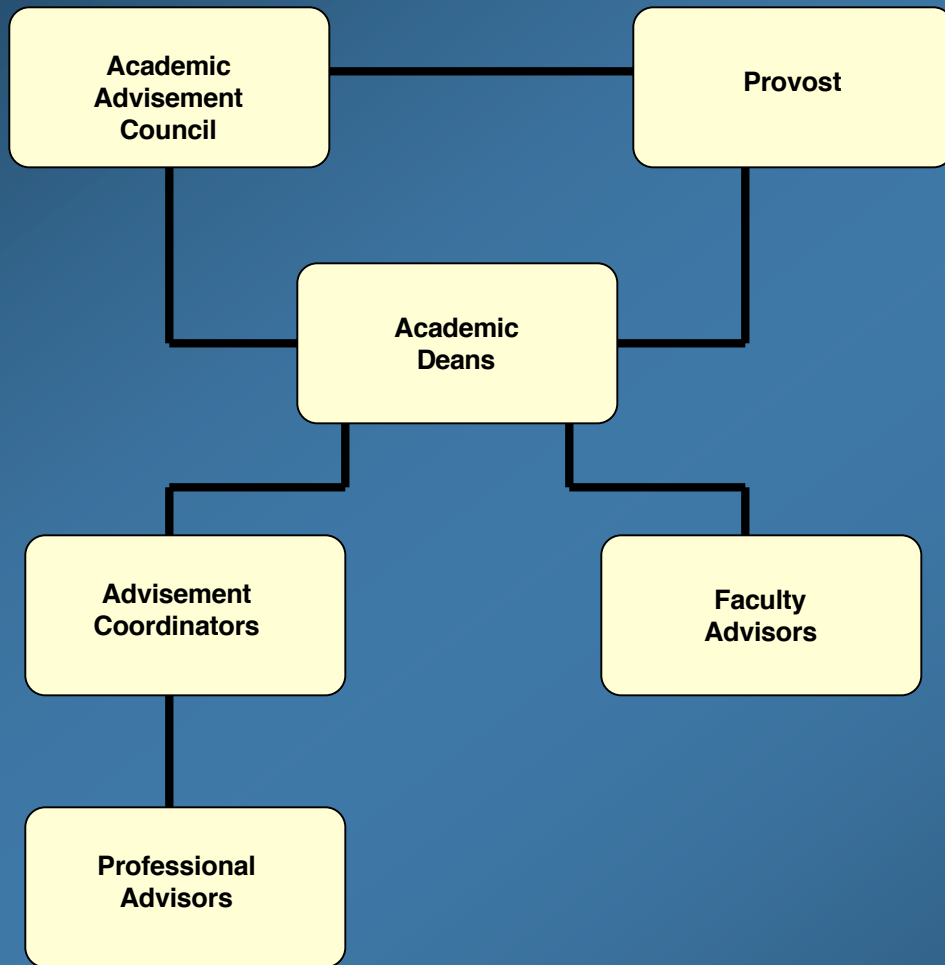 Academic
Advisement
Council
Provost
Academic
Deans
Advisement
Coordinators
Faculty
Advisors
Professional
Advisors